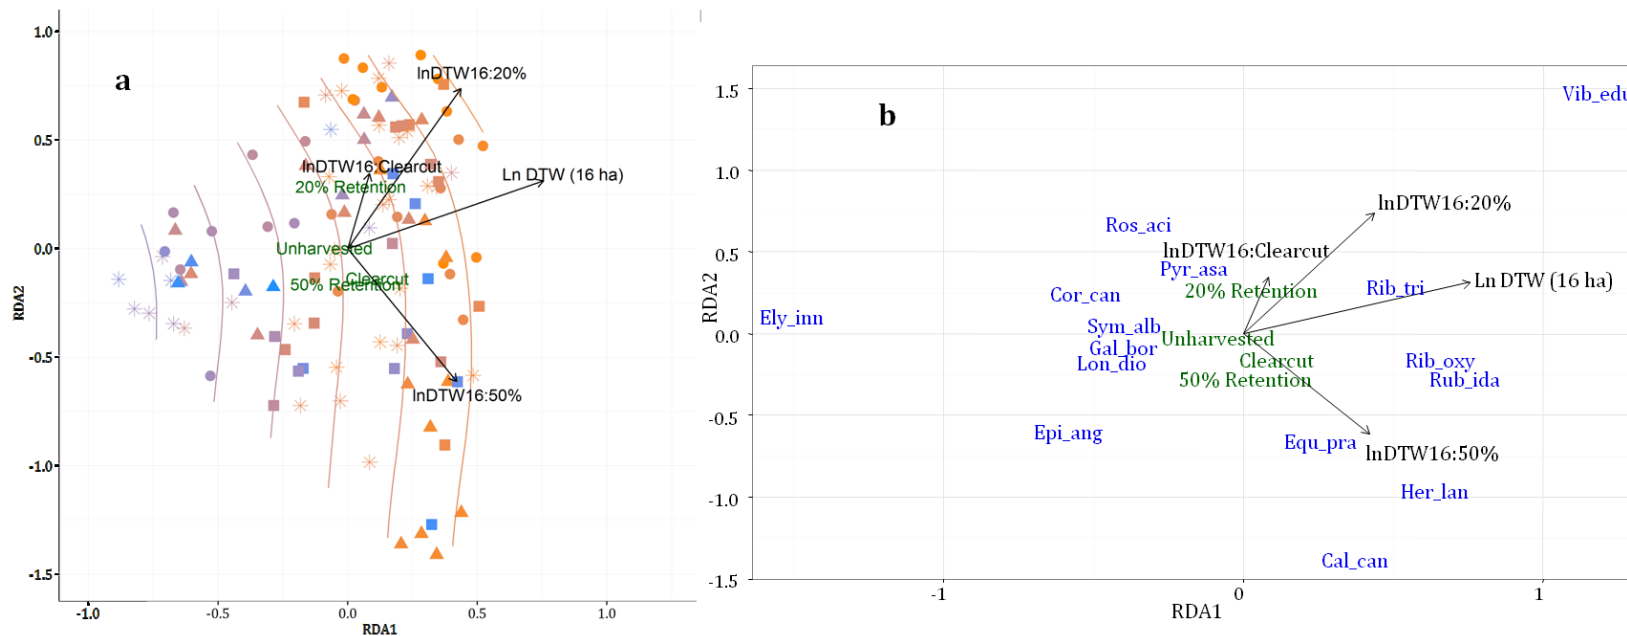 a
1.0
0.5
0.0
-0.5
-1.0
-1.5
RDA2
lnDTW16:20%
lnDTW16:Clearcut
Ln DTW (16 ha)
20% Retention
Unharvested
Clearcut
50% Retention
lnDTW16:50%
-1.0
-0.5
0.0
0.5
1.0
RDA1
b
1.5
1.0
0.5
0.0
-0.5
-1.0
-1.5
RDA2
Vib_edu
lnDTW16:20%
Ros_aci
lnDTW16:Clearcut
Pyr_asa
Ln DTW (16 ha)
20% Retention
Rib_tri
Cor_can
Ely_inn
Sym_alb
Unharvested
Gal_bor
Lon_dio
Clearcut
Rib_oxy
50% Retention
Rub_ida
Epi_ang
Equ_pra
lnDTW16:50%
Her_lan
Cal_can
-1
0
1
RDA1